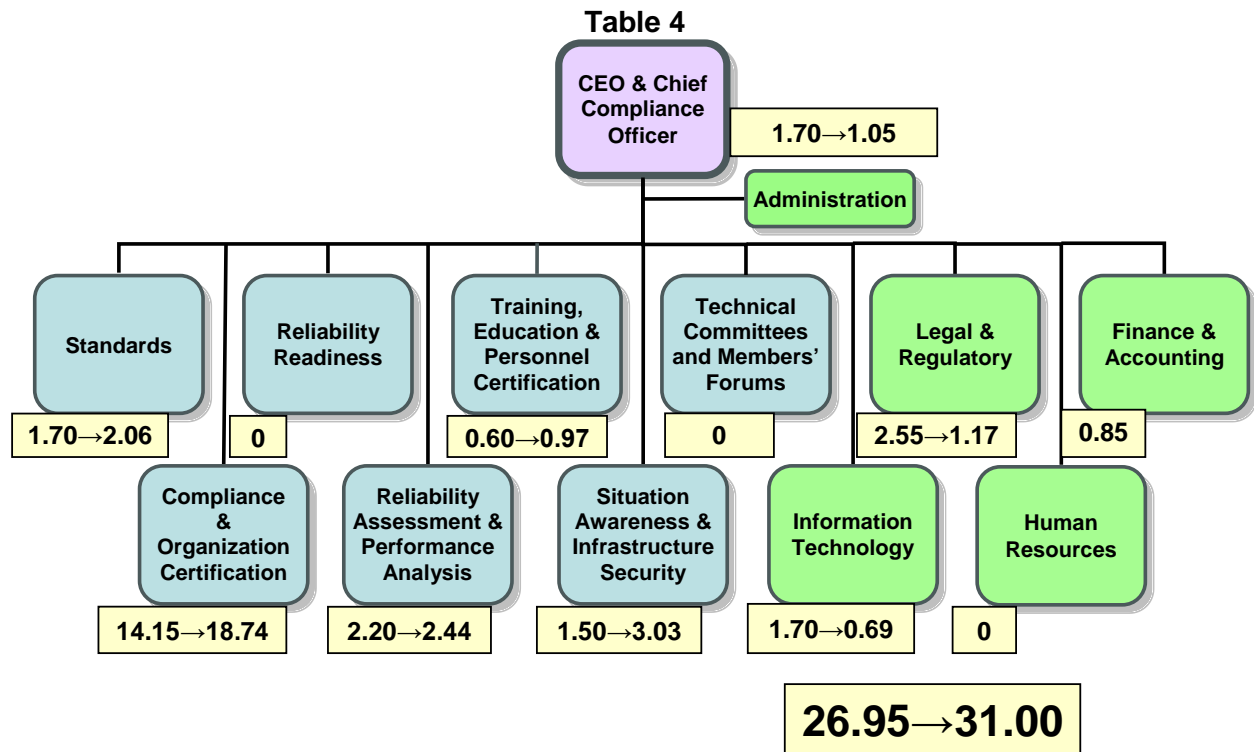 Table 4
CEO & Chief
Compliance
Officer
1.70→1.05
Administration
Standards
1.70→2.06
Reliability
Readiness
0
Training,
Education &
Personnel
Certification
0.60→0.97
Technical
Committees
and Members’
Forums
0
Legal &
Regulatory
2.55→1.17
Finance &
Accounting
0.85
Compliance
&
Organization
Certification
14.15→18.74
Reliability
Assessment &
Performance
Analysis
2.20→2.44
Situation
Awareness &
Infrastructure
Security
1.50→3.03
Information
Technology
1.70→0.69
Human
Resources
0
26.95→31.00